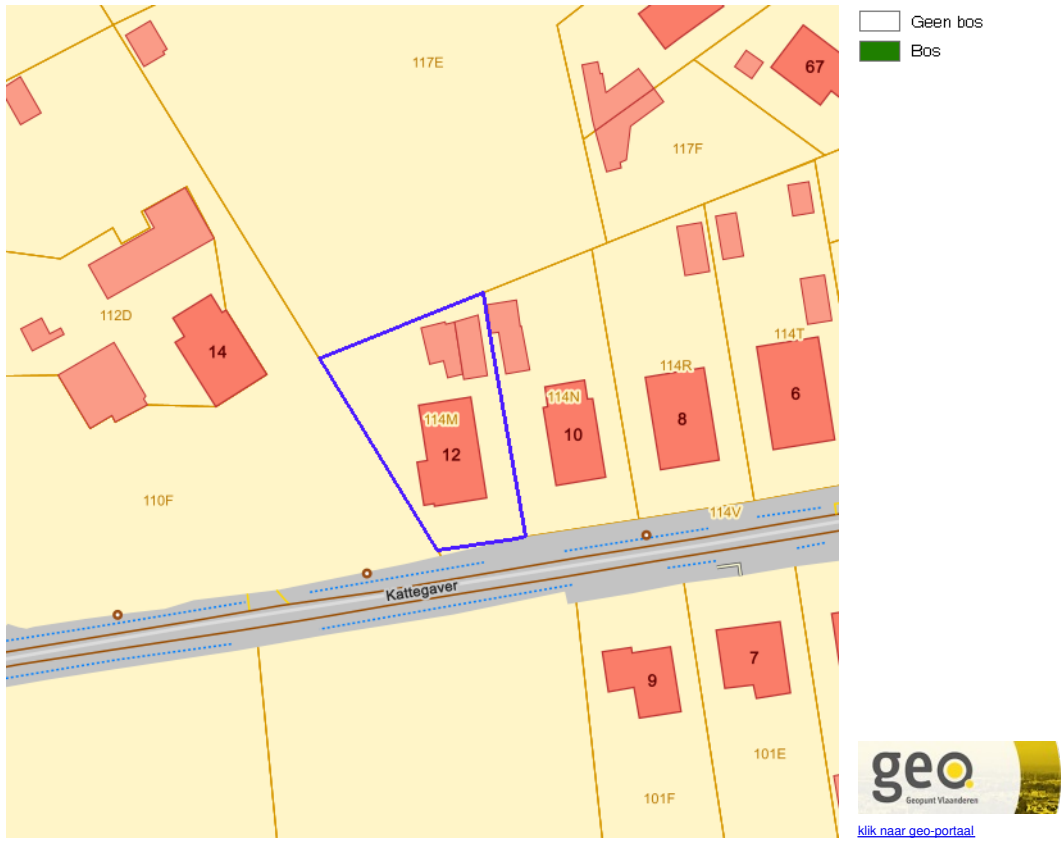 Geen bos
Bos
117E
67
117F
112D
14
114T
114R
6
114N
8
114M
10
12
110F
114V
Kattegaver
9
7
101E
101F
geo.
Geopunt Vlaanderen
klik naar geo-portaal